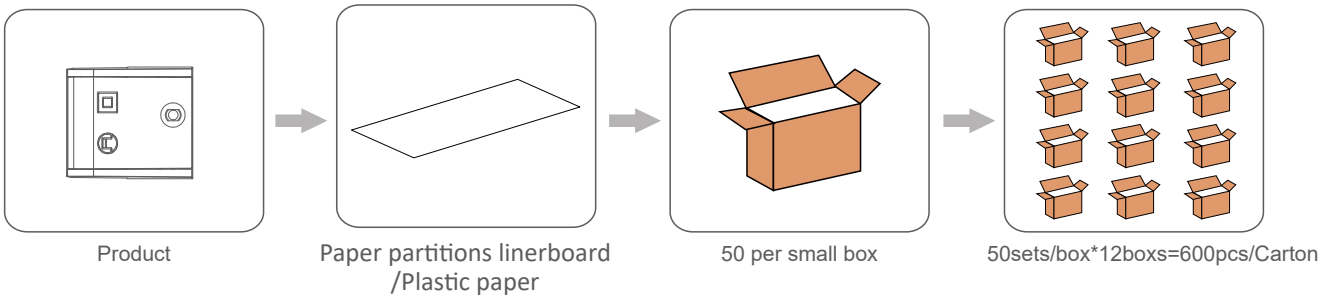 Product
Paper partitions linerboard
/Plastic paper
50 per small box
50sets/box*12boxs=600pcs/Carton